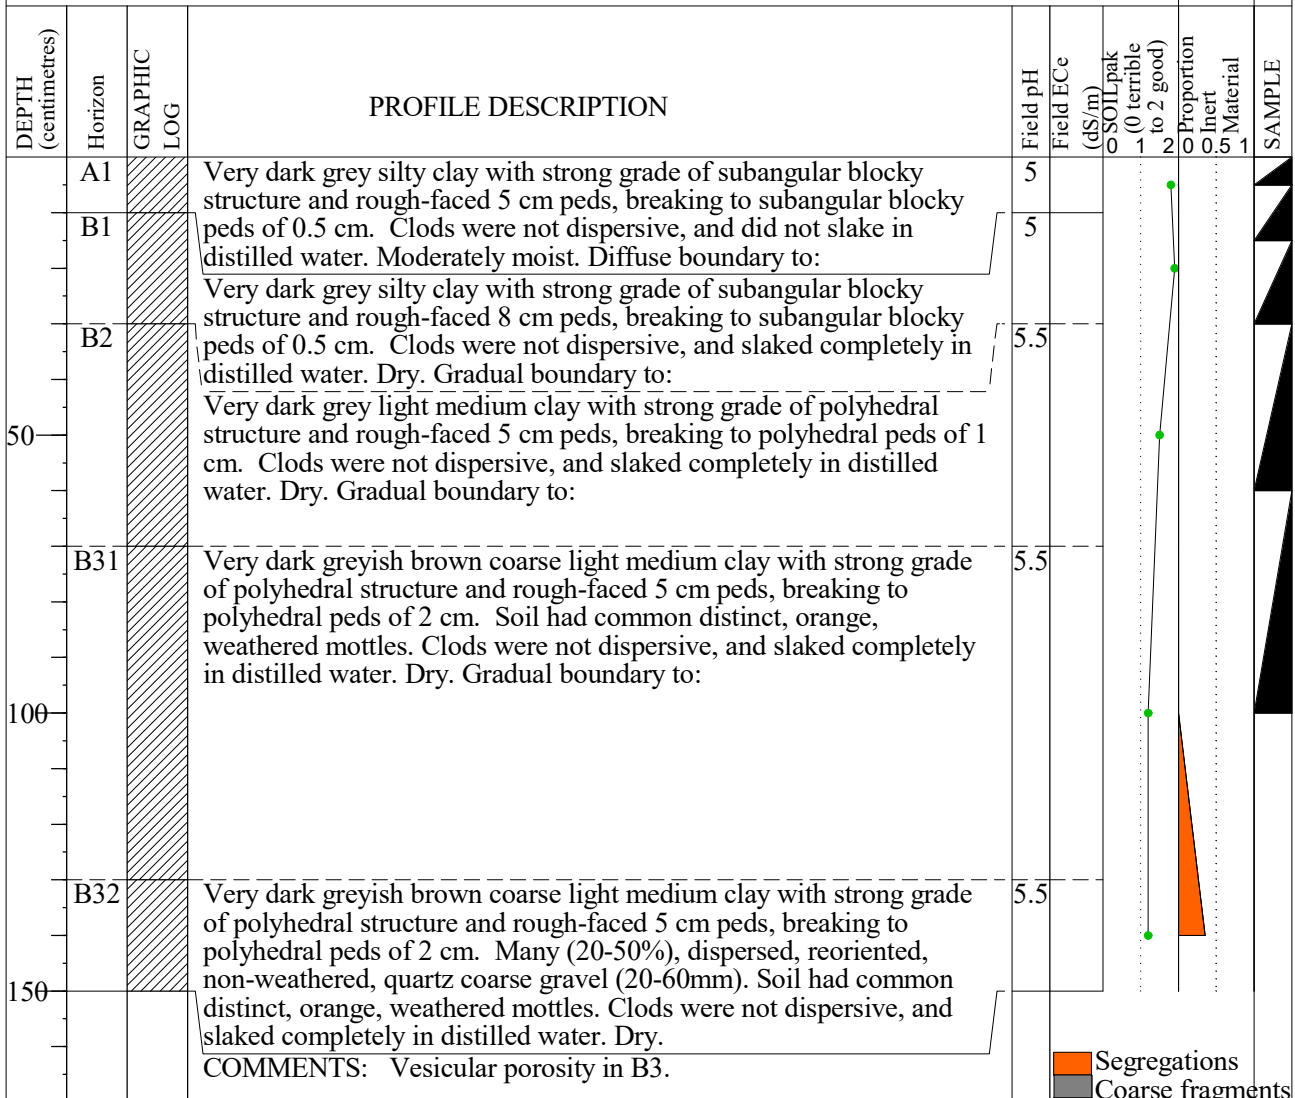 DEPTH
(centimetres)
Horizon
GRAPHIC
LOG
PROFILE DESCRIPTION
Field pH
Field ECe
(dS/m)
SOILpak
(0 terrible
to 2 good)
0 1 2
Proportion
Inert
Material
0 0.5 1
SAMPLE
A1
Very dark grey silty clay with strong grade of subangular blocky
structure and rough-faced 5 cm peds, breaking to subangular blocky
peds of 0.5 cm. Clods were not dispersive, and did not slake in
distilled water. Moderately moist. Diffuse boundary to:
5
B1
Very dark grey silty clay with strong grade of subangular blocky
structure and rough-faced 8 cm peds, breaking to subangular blocky
peds of 0.5 cm. Clods were not dispersive, and slaked completely in
distilled water. Dry. Gradual boundary to:
5
B2
Very dark grey light medium clay with strong grade of polyhedral
structure and rough-faced 5 cm peds, breaking to polyhedral peds of 1
cm. Clods were not dispersive, and slaked completely in distilled
water. Dry. Gradual boundary to:
5.5
50
B31
Very dark greyish brown coarse light medium clay with strong grade
of polyhedral structure and rough-faced 5 cm peds, breaking to
polyhedral peds of 2 cm. Soil had common distinct, orange,
weathered mottles. Clods were not dispersive, and slaked completely
in distilled water. Dry. Gradual boundary to:
5.5
100
B32
Very dark greyish brown coarse light medium clay with strong grade
of polyhedral structure and rough-faced 5 cm peds, breaking to
polyhedral peds of 2 cm. Many (20-50%), dispersed, reoriented,
non-weathered, quartz coarse gravel (20-60mm). Soil had common
distinct, orange, weathered mottles. Clods were not dispersive, and
slaked completely in distilled water. Dry.
5.5
150
COMMENTS: Vesicular porosity in B3.
Segregations
Coarse fragments